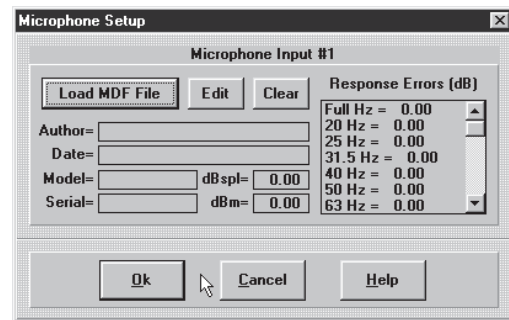 Microphone Setup
Microphone Input #1
Load MDF File Edit Clear
Response Errors (dB)
Full Hz = 0.00
20 Hz = 0.00
25 Hz = 0.00
31.5 Hz = 0.00
40 Hz = 0.00
50 Hz = 0.00
63 Hz = 0.00
Author=
Date=
Model= dBspl= 0.00
Serial= dBm= 0.00
Ok Cancel Help